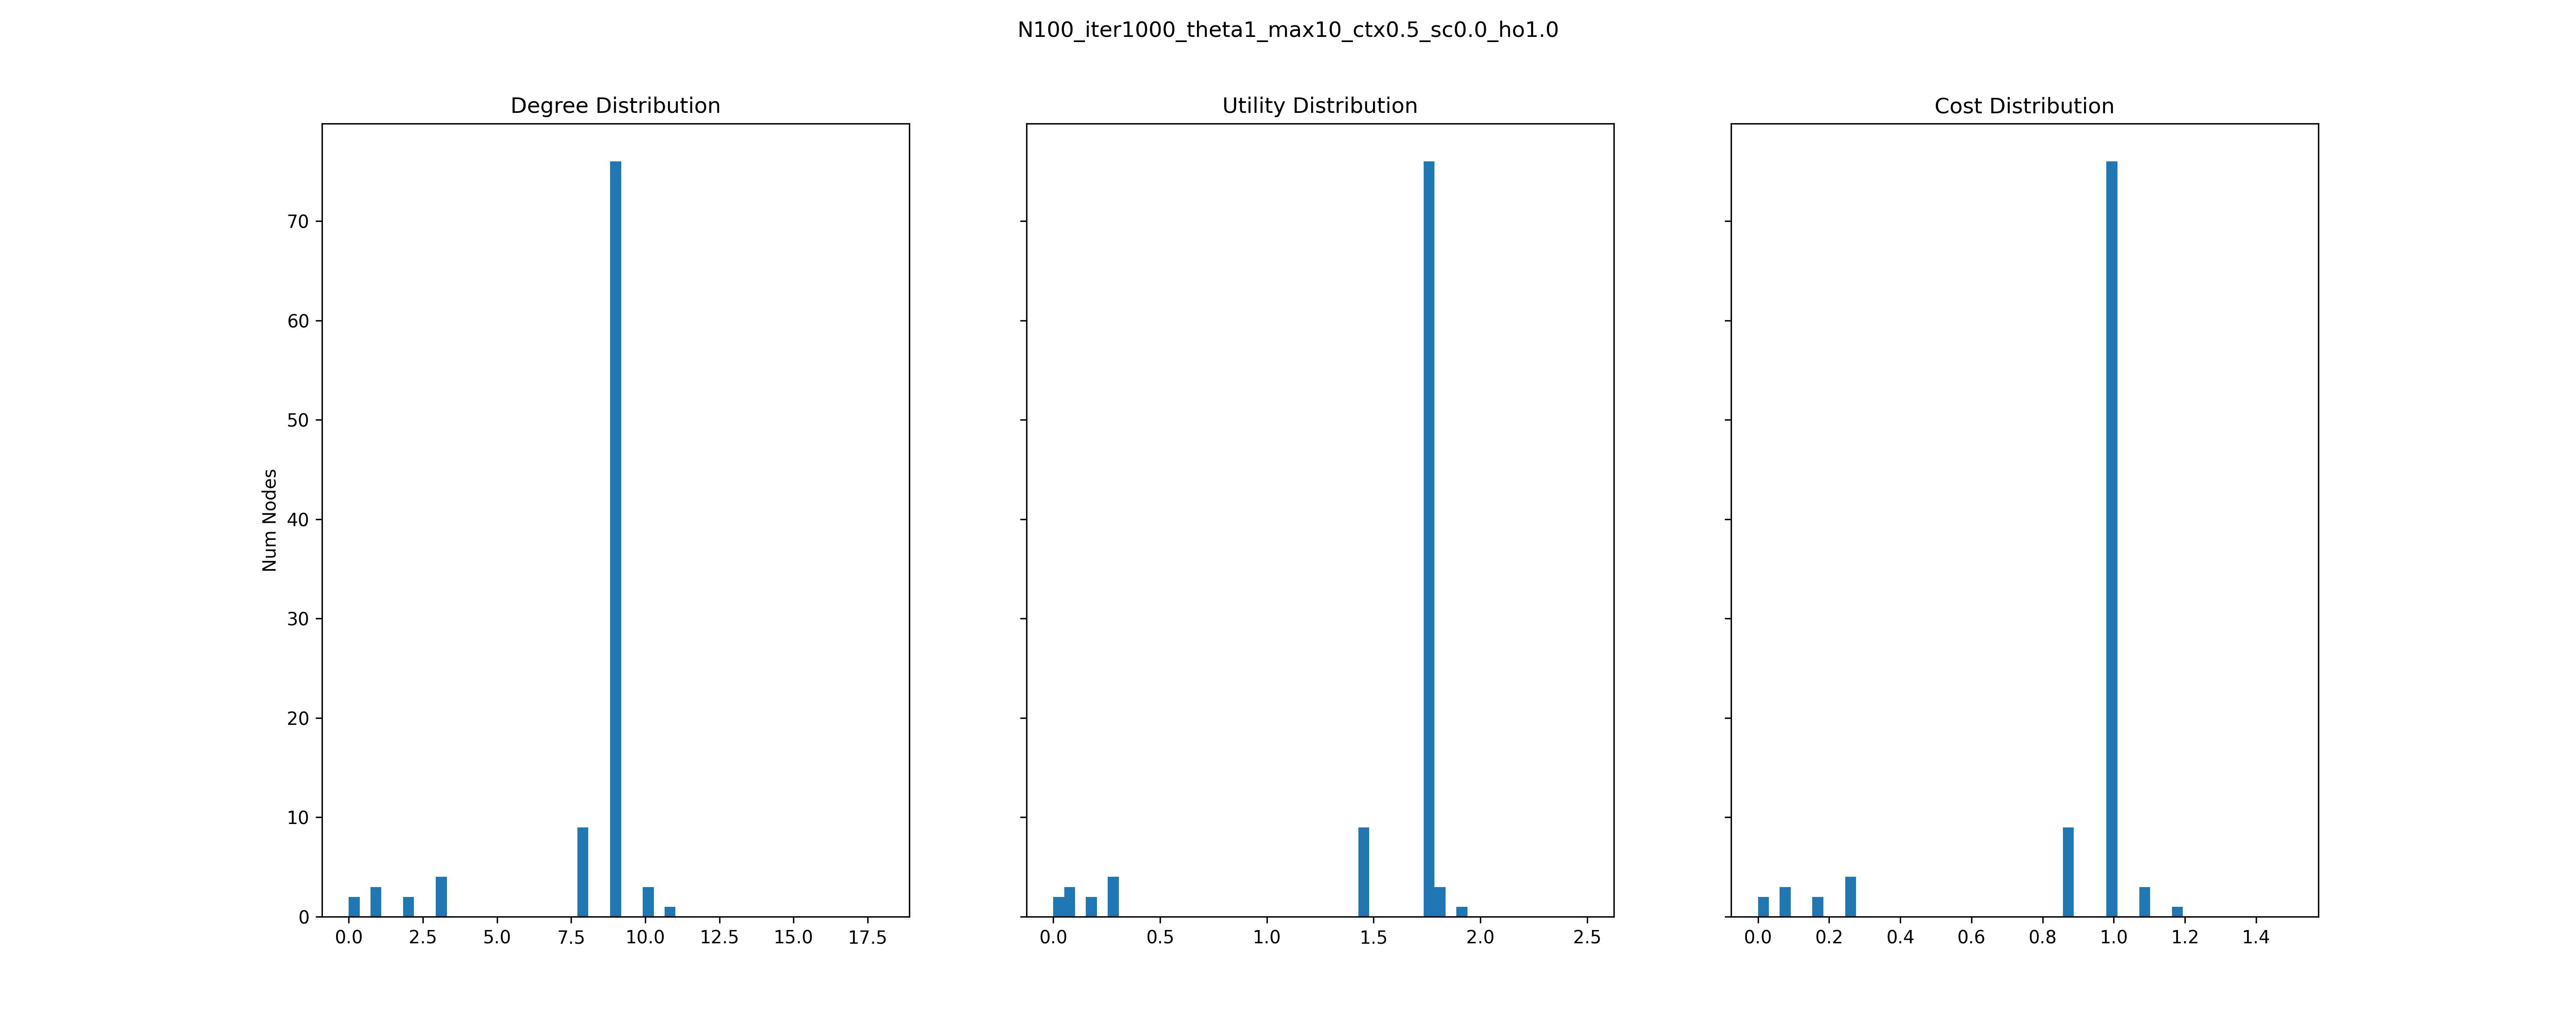 N100_iter1000_theta1_max10_ctx0.5_sc0.0_ho1.0
Degree Distribution
Utility Distribution
Cost Distribution
Num Nodes
70
60
50
40
30
20
10
0
0.0 2.5 5.0 7.5 10.0 12.5 15.0 17.5
0.0 0.5 1.0 1.5 2.0 2.5
0.0 0.2 0.4 0.6 0.8 1.0 1.2 1.4